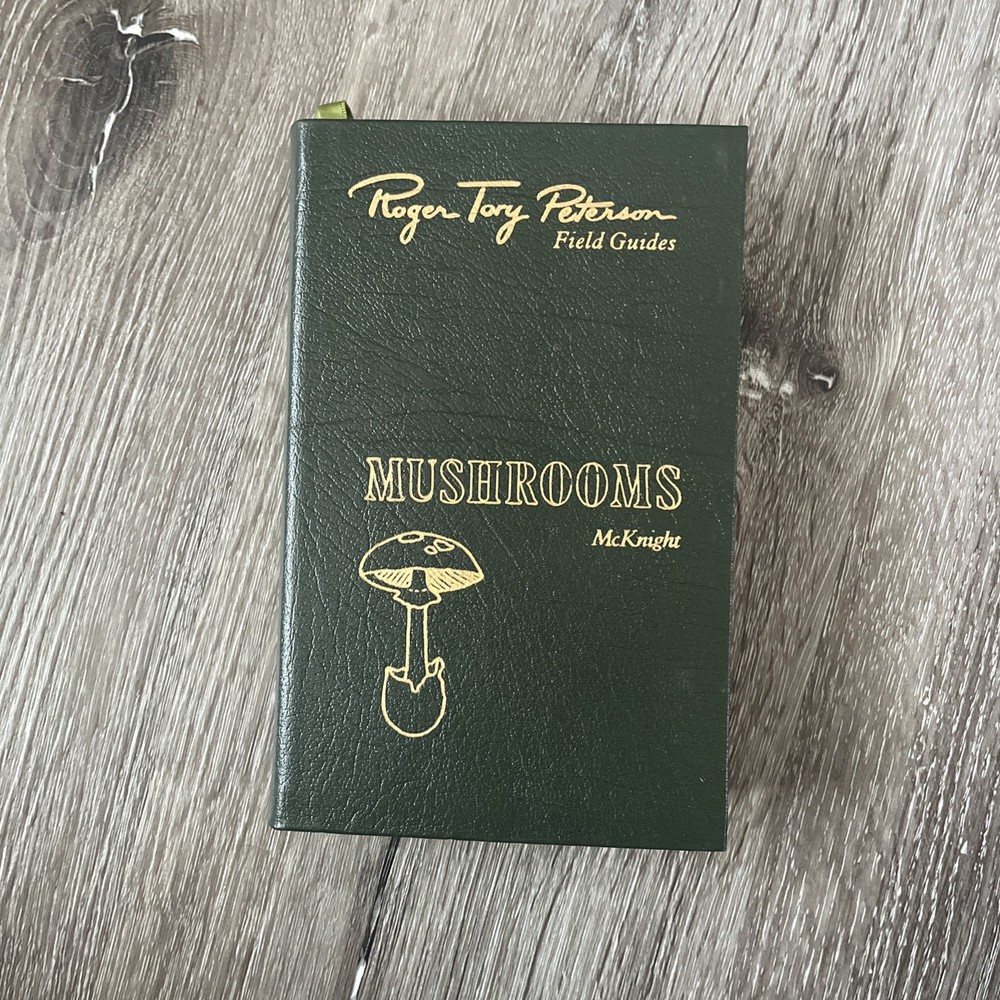 Roger Tory Peterson
Field Guides
MUSHROOMS
McKnight